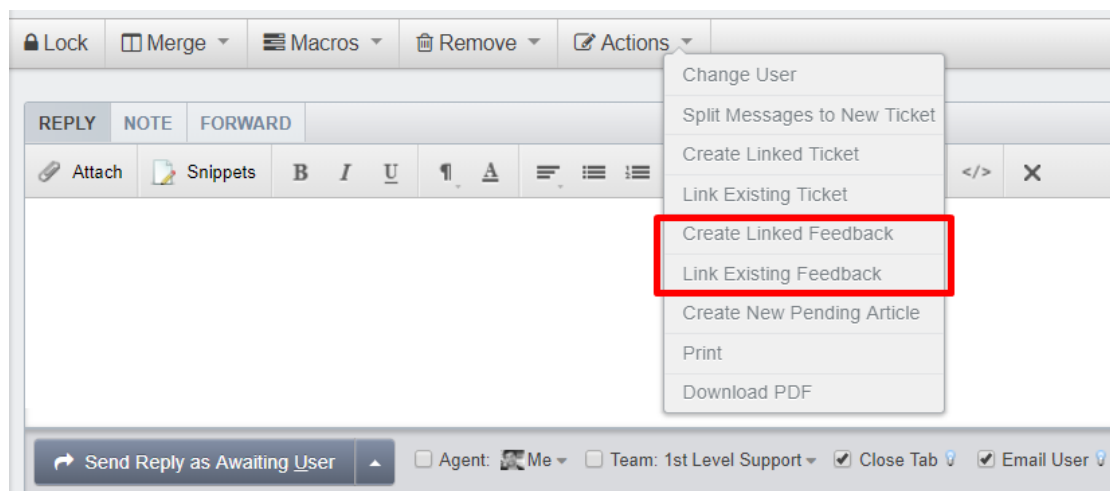 Lock Merge Macros Remove Actions
Change User
Split Messages to New Ticket
Create Linked Ticket
Link Existing Ticket
Create Linked Feedback
Link Existing Feedback
Create New Pending Article
Print
Download PDF
REPLY NOTE FORWARD
Attach Snippets B I U ¶ A </> X
Send Reply as Awaiting User Agent: Me Team: 1st Level Support Close Tab Email User